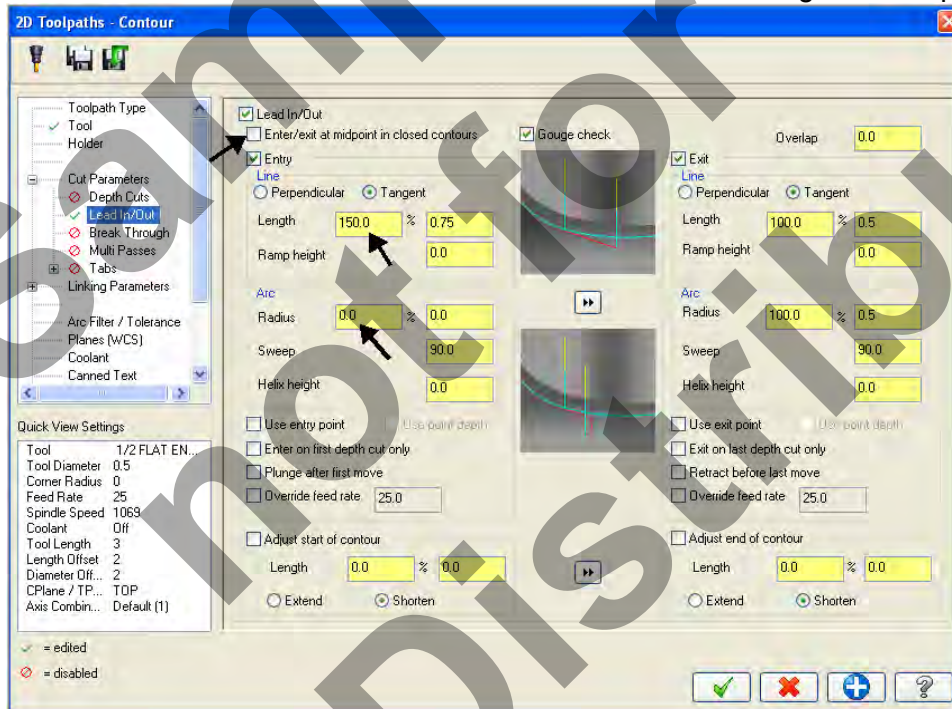 2D Toolpaths - Contour
Toolpath Type
Tool
Holder
Cut Parameters
Depth Cuts
Lead In/Out
Break Through
Multi Passes
Tabs
Linking Parameters
Arc Filter / Tolerance
Planes (WCS)
Coolant
Canned Text
Quick View Settings
Tool 1/2 FLAT EN...
Tool Diameter 0.5
Corner Radius 0
Feed Rate 25
Spindle Speed 1069
Coolant Off
Tool Length 3
Length Offset 2
Diameter Off... 2
CPlane / TP... TOP
Axis Combin... Default (1)
= edited
= disabled
Lead In/Out
Enter/exit at midpoint in closed contours
Gouge check
Overlap 0.0
Entry
Line
Perpendicular Tangent
Length 150.0 % 0.75
Ramp height 0.0
Arc
Radius 0.0 % 0.0
Sweep 90.0
Helix height 0.0
Use entry point Use point depth
Enter on first depth cut only
Plunge after first move
Override feed rate 25.0
Adjust start of contour
Length 0.0 % 0.0
Extend Shorten
Exit
Line
Perpendicular Tangent
Length 100.0 % 0.5
Ramp height 0.0
Arc
Radius 100.0 % 0.5
Sweep 90.0
Helix height 0.0
Use exit point Use point depth
Exit on last depth cut only
Retract before last move
Override feed rate 25.0
Adjust end of contour
Length 0.0 % 0.0
Extend Shorten